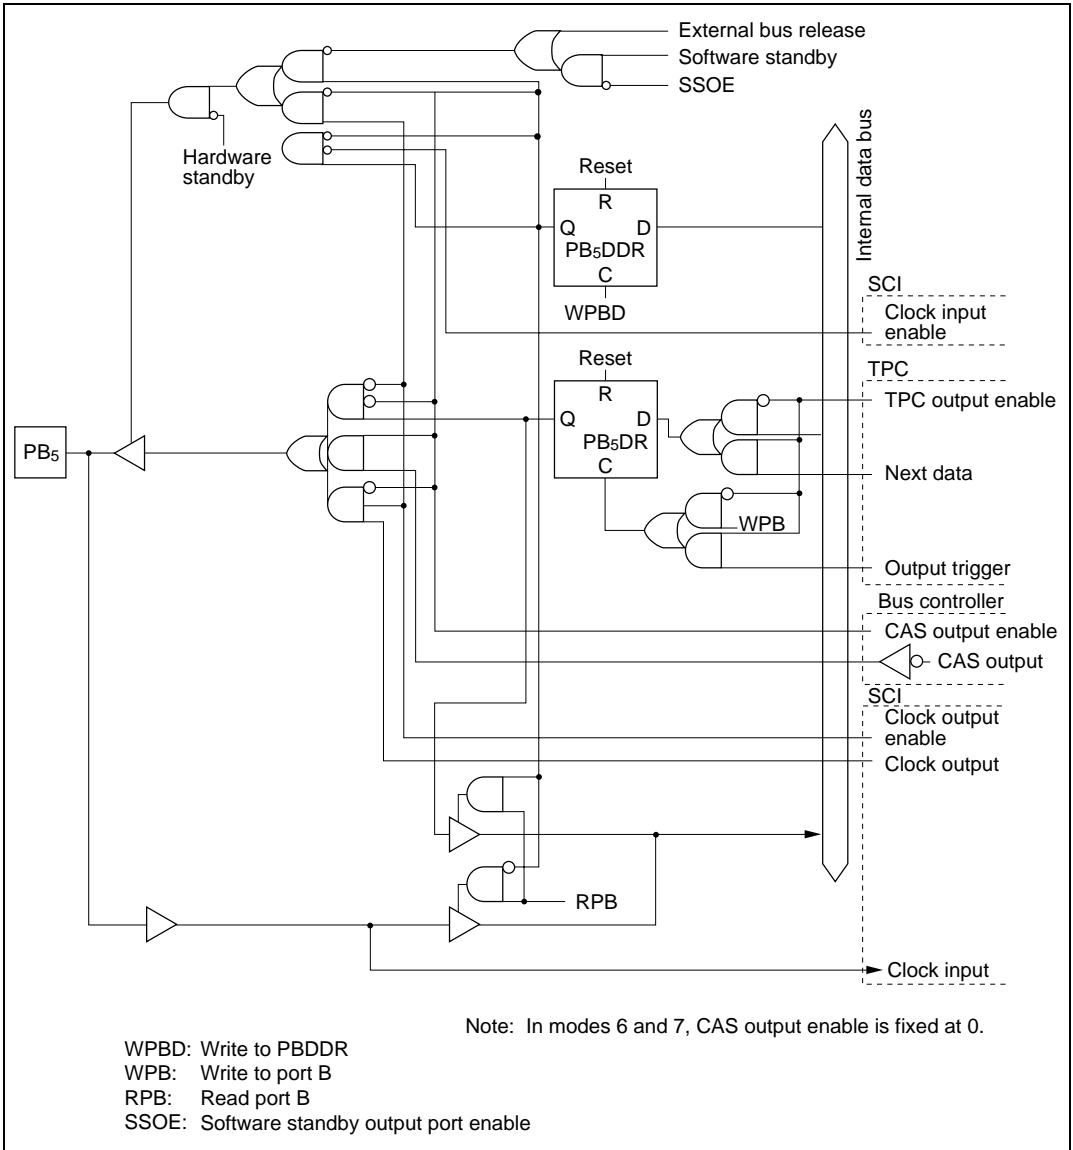 External bus release
Software standby
SSOE
Hardware
standby
Internal data bus
Reset
R
Q D
PB5DDR
C
WPBD
SCI
Clock input
enable
Reset
R
Q D
PB5DR
C
TPC
TPC output enable
Next data
WPB
Output trigger
PB5
Bus controller
CAS output enable
CAS output
SCI
Clock output
enable
Clock output
RPB
Clock input
Note: In modes 6 and 7, CAS output enable is fixed at 0.
WPBD: Write to PBDDR
WPB: Write to port B
RPB: Read port B
SSOE: Software standby output port enable